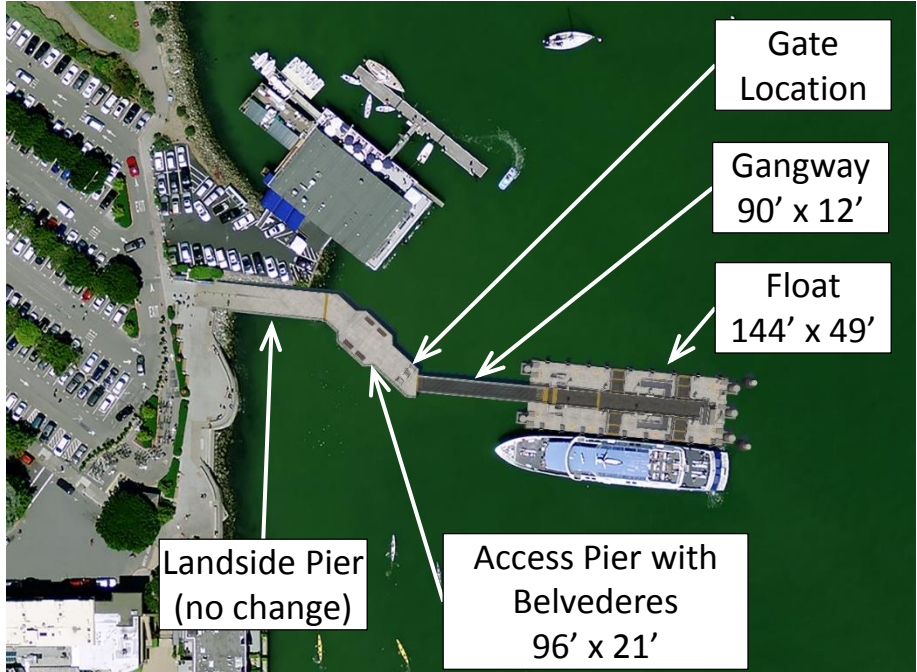 Gate
Location
Gangway
90’ x 12’
Float
144’ x 49’
Landside Pier
(no change)
Access Pier with
Belvederes
96’ x 21’